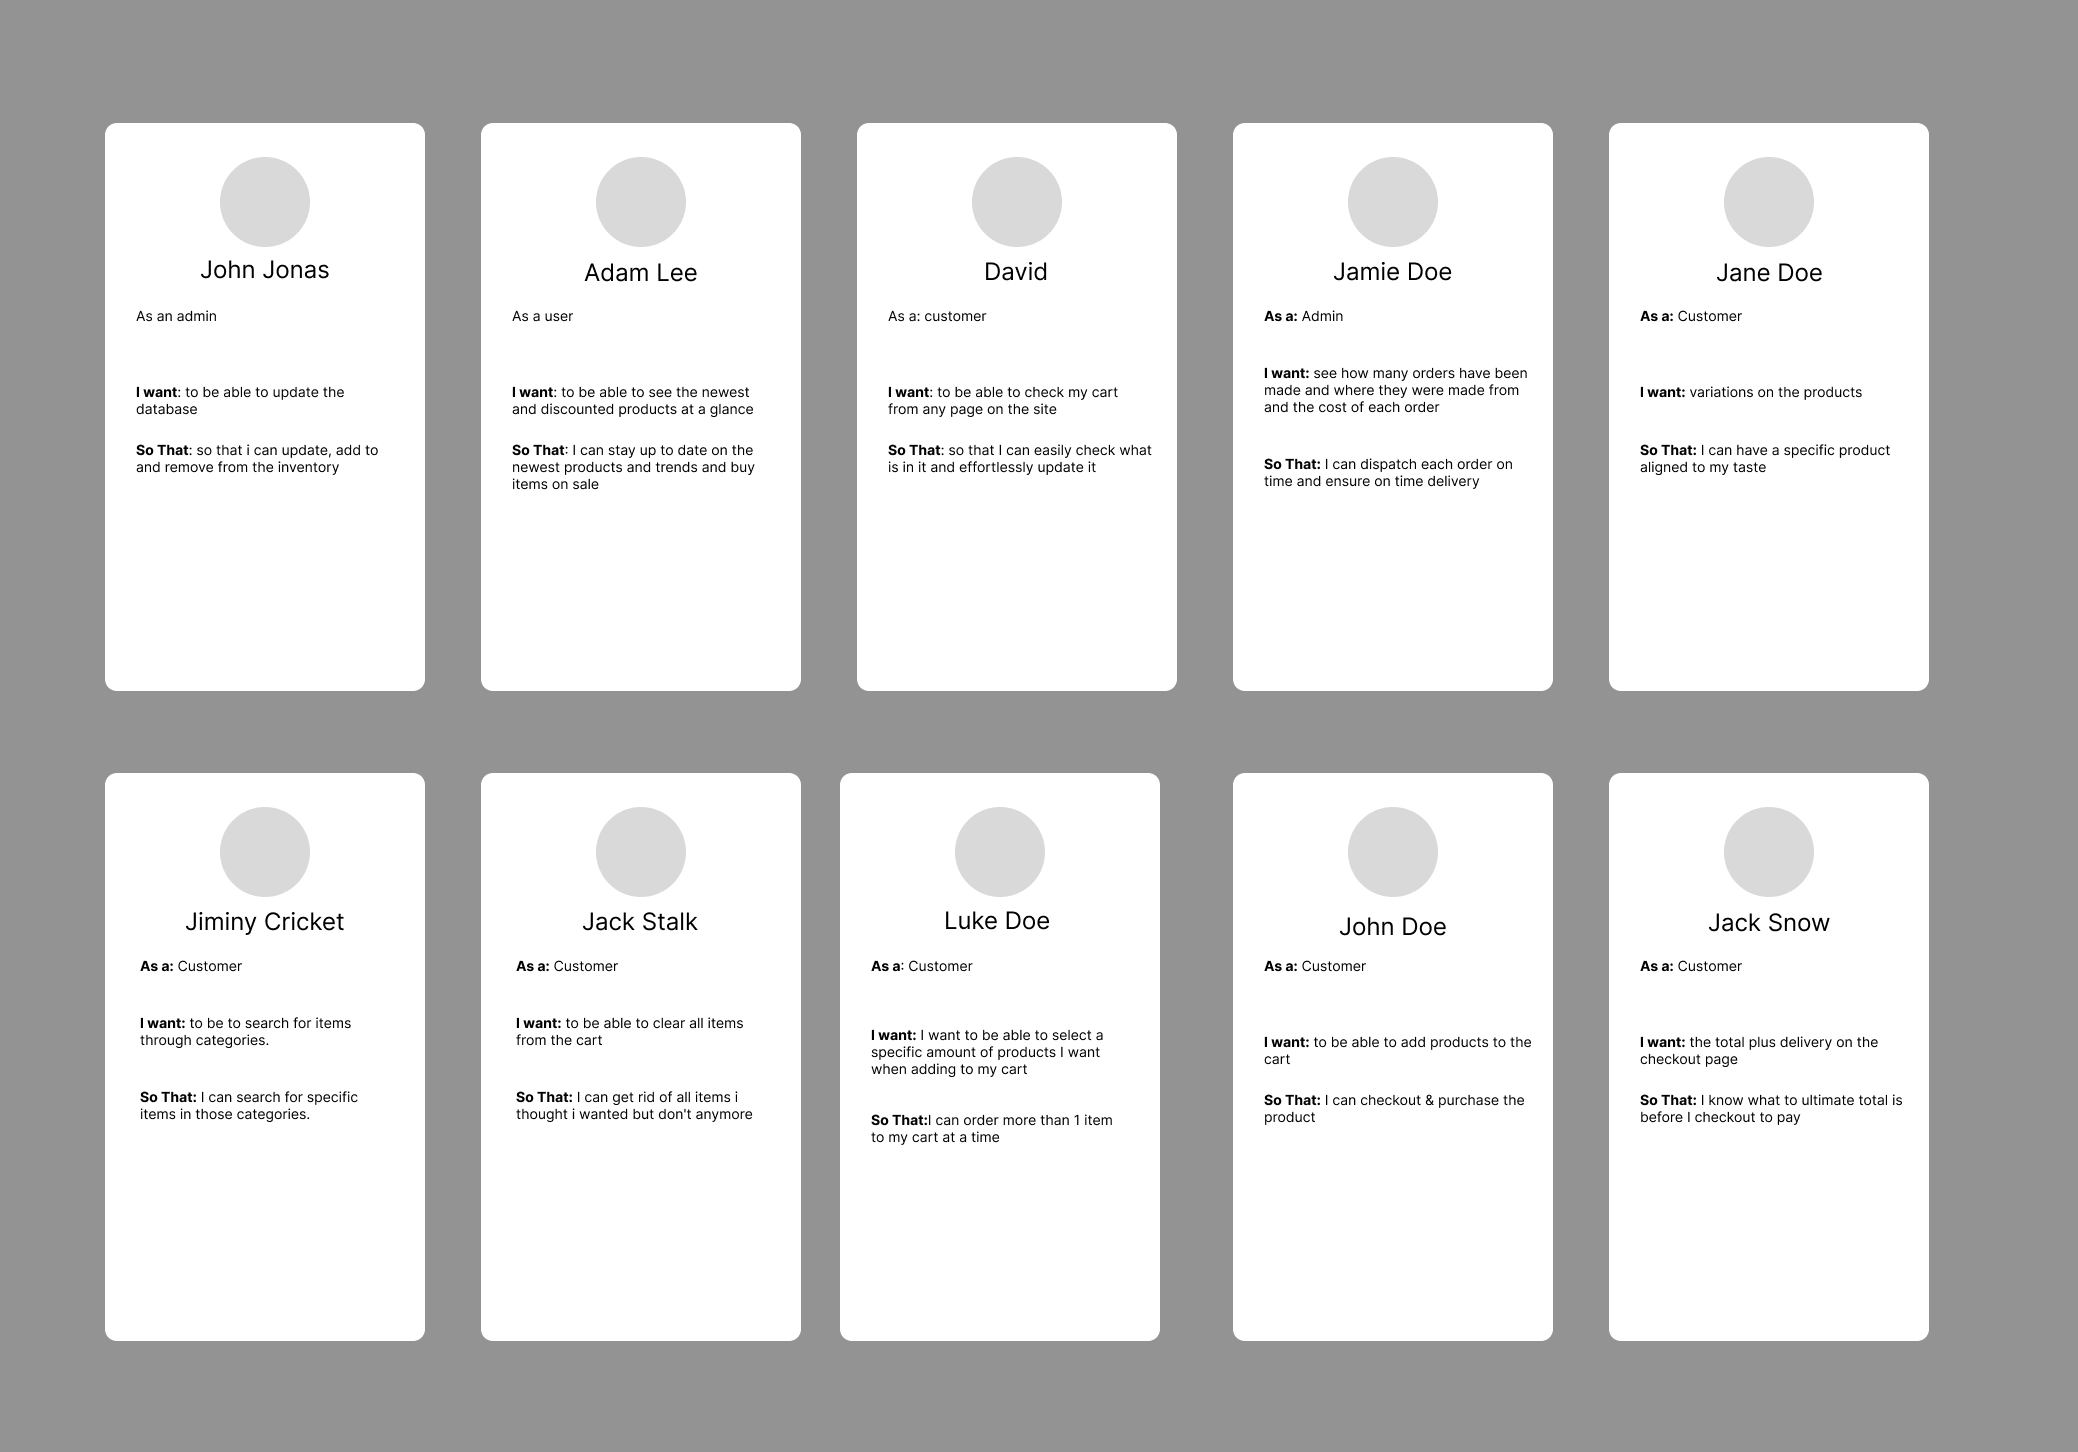 John Jonas
As an admin
I want: to be able to update the
database
So That: so that i can update, add to
and remove from the inventory
Adam Lee
As a user
I want: to be able to see the newest
and discounted products at a glance
So That: I can stay up to date on the
newest products and trends and buy
items on sale
David
As a: customer
I want: to be able to check my cart
from any page on the site
So That: so that I can easily check what
is in it and effortlessly update it
Jamie Doe
As a: Admin
I want: see how many orders have been
made and where they were made from
and the cost of each order
So That: I can dispatch each order on
time and ensure on time delivery
Jane Doe
As a: Customer
I want: variations on the products
So That: I can have a specific product
aligned to my taste
Jiminy Cricket
As a: Customer
I want: to be to search for items
through categories.
So That: I can search for specific
items in those categories.
Jack Stalk
As a: Customer
I want: to be able to clear all items
from the cart
So That: I can get rid of all items i
thought i wanted but don't anymore
Luke Doe
As a: Customer
I want: I want to be able to select a
specific amount of products I want
when adding to my cart
So That:I can order more than 1 item
to my cart at a time
John Doe
As a: Customer
I want: to be able to add products to the
cart
So That: I can checkout & purchase the
product
Jack Snow
As a: Customer
I want: the total plus delivery on the
checkout page
So That: I know what to ultimate total is
before I checkout to pay